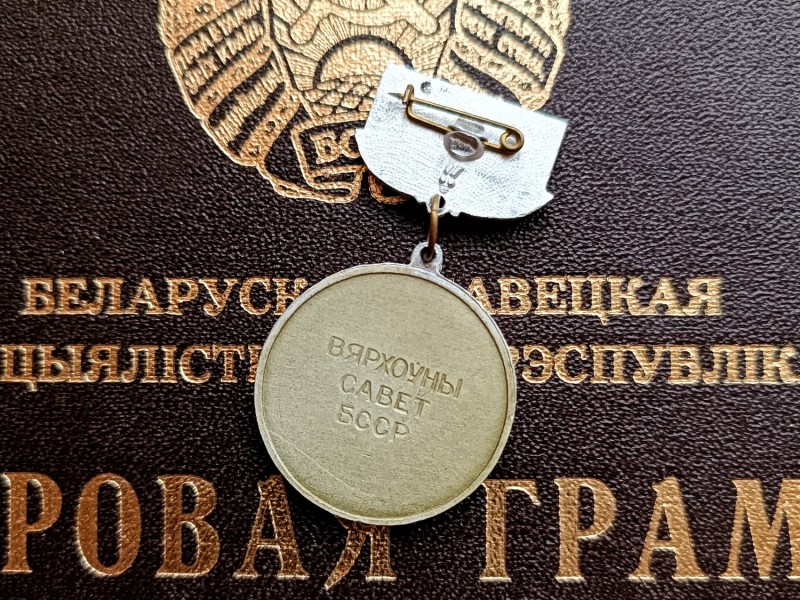 БЕЛАРУСК АВЕЦКАЯ
ЦЫЯЛІСТ ЭСПУБЛІК
РОВАЯ ГРАМ
ВЯРХОЎНЫ
САВЕТ
БССР